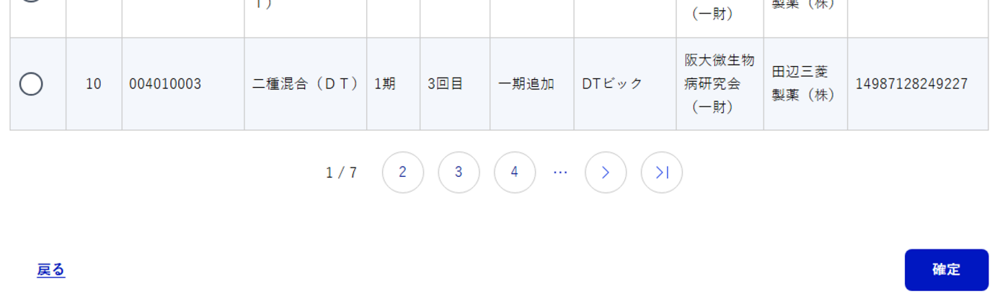 （一財）
製薬（株）
10 004010003 二種混合（ＤＴ） 1期 3回目 一期追加 DTビック 阪大微生物病研究会（一財） 田辺三菱製薬（株） 14987128249227
1 / 7 2 3 4 …
戻る 確定